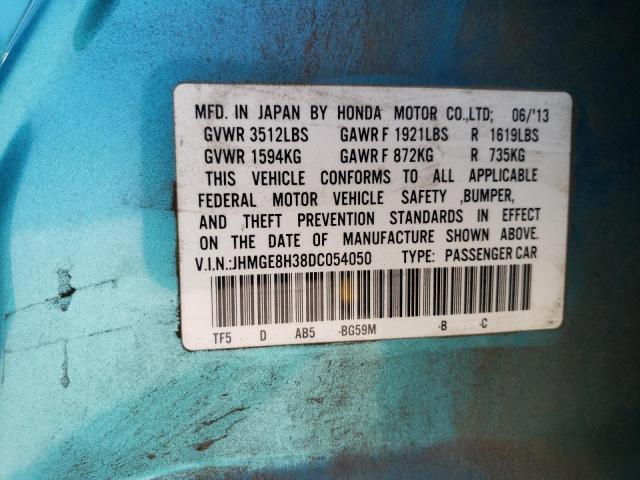 MFD. IN JAPAN BY HONDA MOTOR CO.,LTD; 06/'13
GVWR 3512LBS GAWR F 1921LBS R 1619LBS
GVWR 1594KG GAWR F 872KG R 735KG
THIS VEHICLE CONFORMS TO ALL APPLICABLE
FEDERAL MOTOR VEHICLE SAFETY ,BUMPER,
AND THEFT PREVENTION STANDARDS IN EFFECT
ON THE DATE OF MANUFACTURE SHOWN ABOVE.
V.I.N.:JHMGE8H38DC054050 TYPE: PASSENGER CAR
TF5 D AB5 -BG59M -B -C